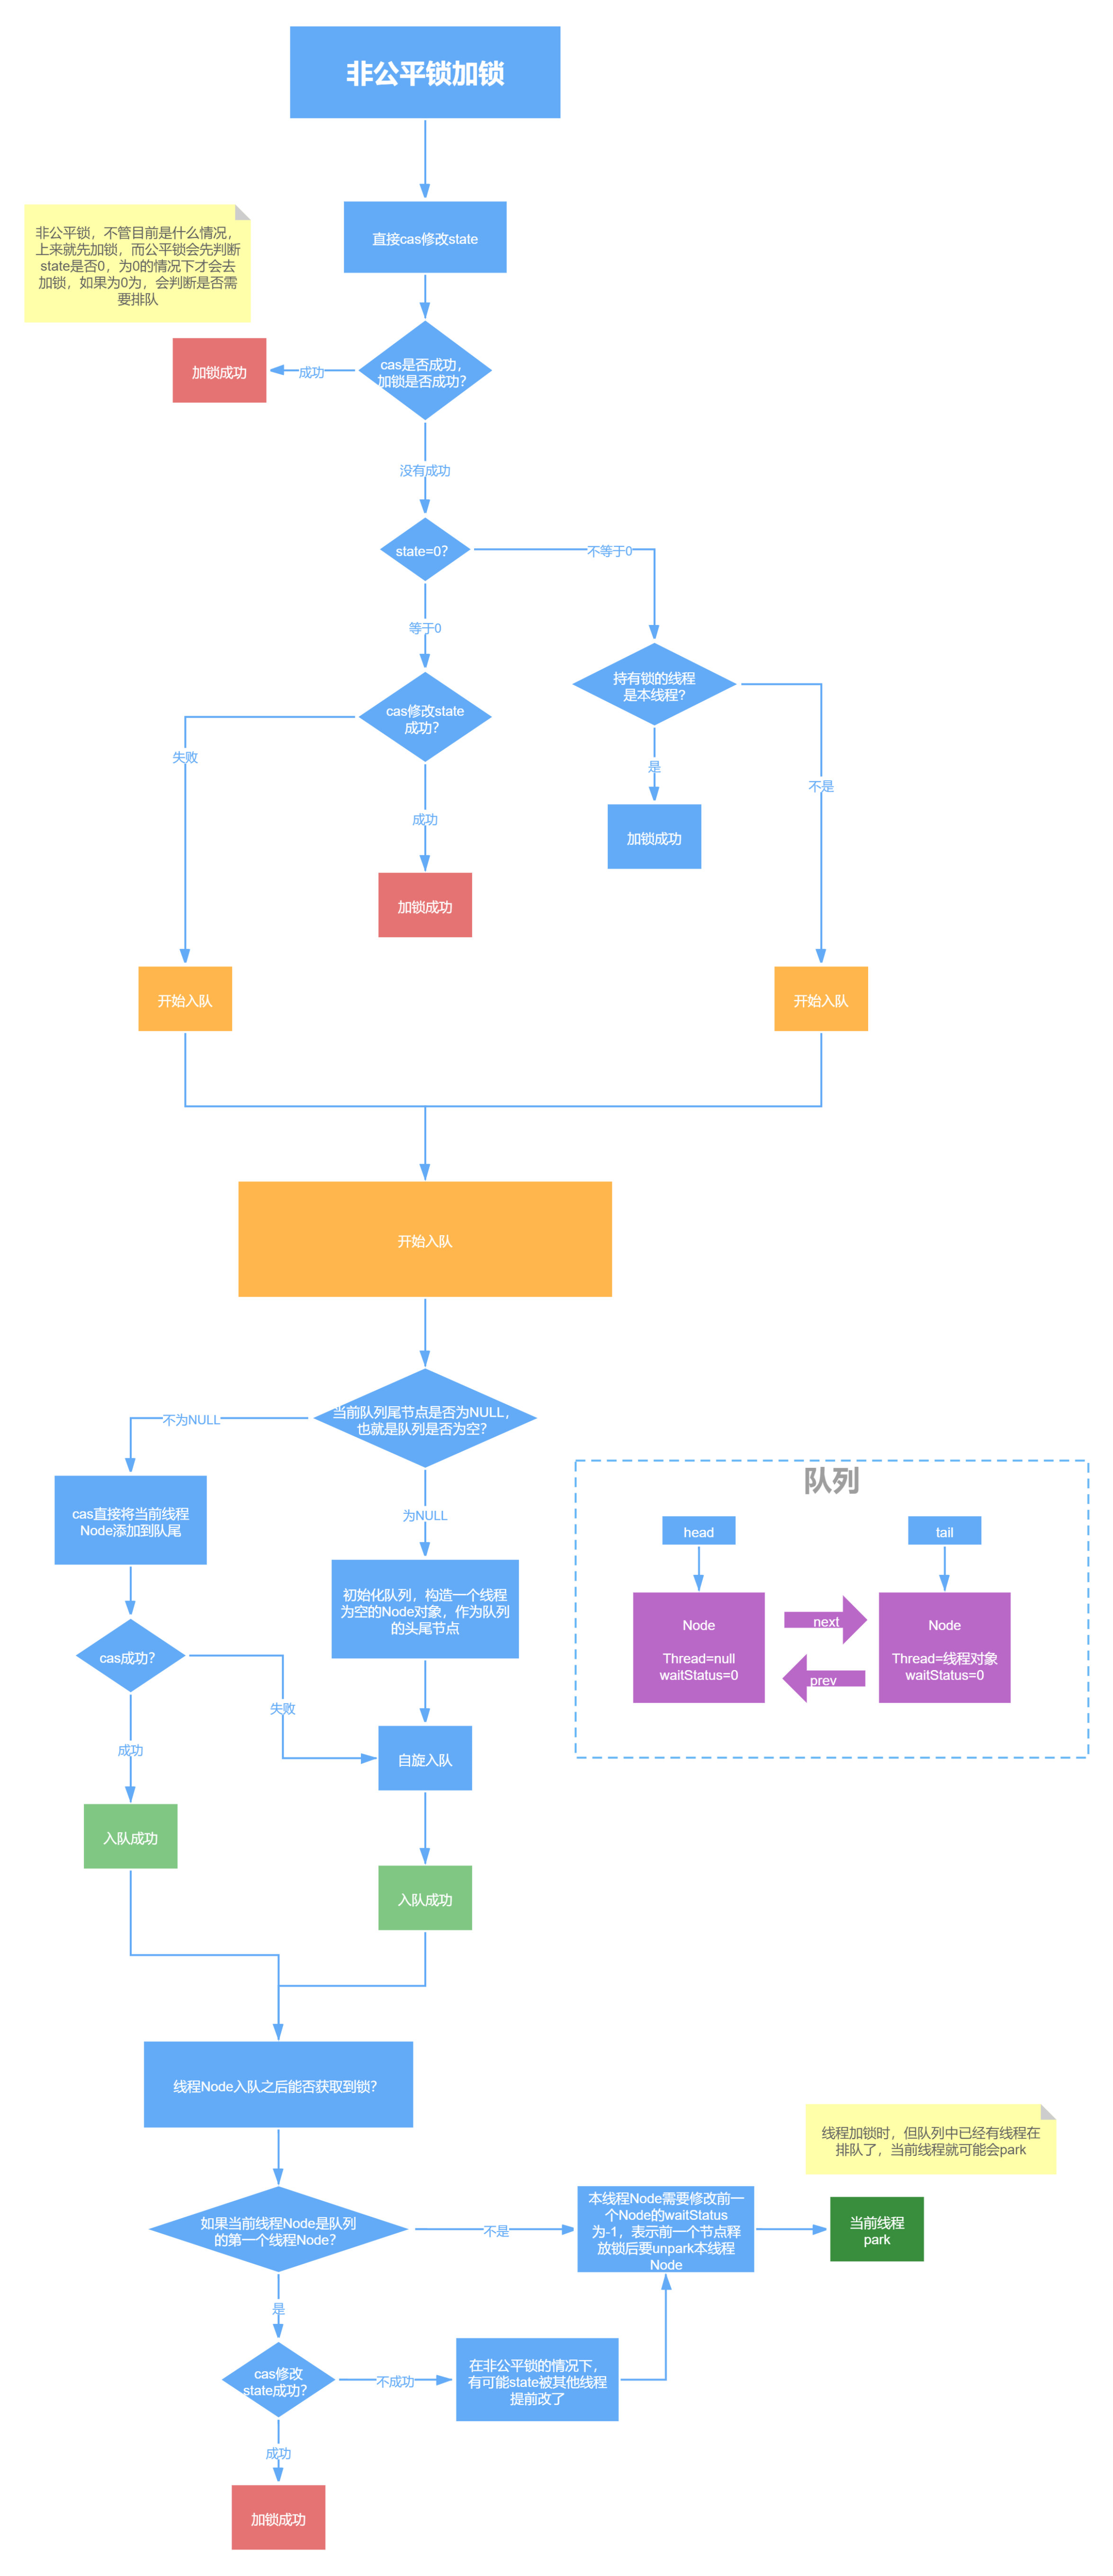 非公平锁加锁
直接cas修改state
非公平锁，不管目前是什么情况，
上来就先加锁，而公平锁会先判断
state是否0，为0的情况下才会去
加锁，如果为0为，会判断是否需
要排队
cas是否成功，
加锁是否成功？
成功
加锁成功
没有成功
state=0？
不等于0
等于0
持有锁的线程
是本线程？
cas修改state
成功？
失败
是
不是
成功
加锁成功
加锁成功
开始入队
开始入队
开始入队
当前队列尾节点是否为NULL，
也就是队列是否为空？
不为NULL
为NULL
cas直接将当前线程
Node添加到队尾
初始化队列，构造一个线程
为空的Node对象，作为队列
的头尾节点
队列
head
tail
Node
Thread=null
waitStatus=0
next
prev
Node
Thread=线程对象
waitStatus=0
cas成功？
失败
成功
自旋入队
入队成功
入队成功
线程Node入队之后能否获取到锁？
线程加锁时，但队列中已经有线程在
排队了，当前线程就可能会park
如果当前线程Node是队列
的第一个线程Node？
不是
本线程Node需要修改前一
个Node的waitStatus
为-1，表示前一个节点释
放锁后要unpark本线程
Node
当前线程
park
是
cas修改
state成功？
不成功
在非公平锁的情况下，
有可能state被其他线程
提前改了
成功
加锁成功